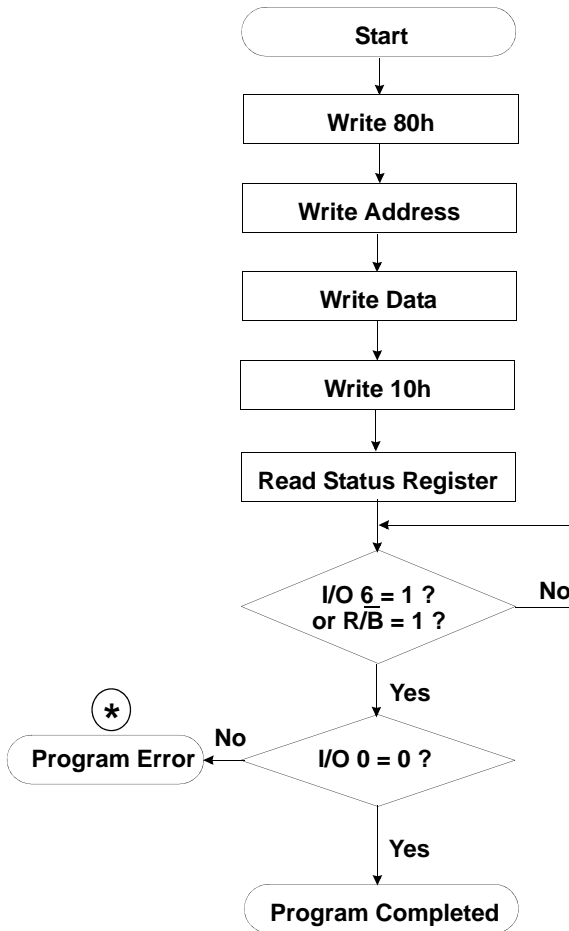 Start
Write 80h
Write Address
Write Data
Write 10h
Read Status Register
I/O 6 = 1 ?
or R/B̅ = 1 ?
No
Yes
*
No
Program Error
I/O 0 = 0 ?
Yes
Program Completed